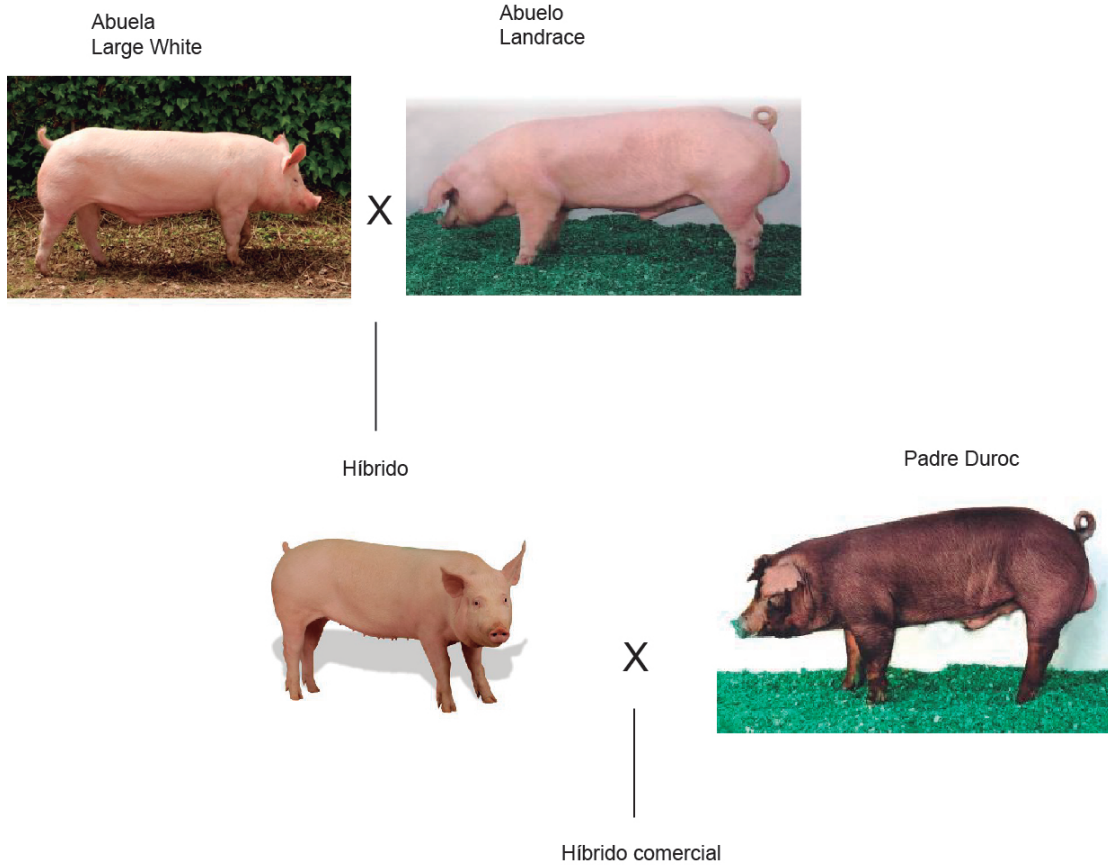 Abuela
Large White
Abuelo
Landrace
X
Híbrido
Padre Duroc
X
Híbrido comercial